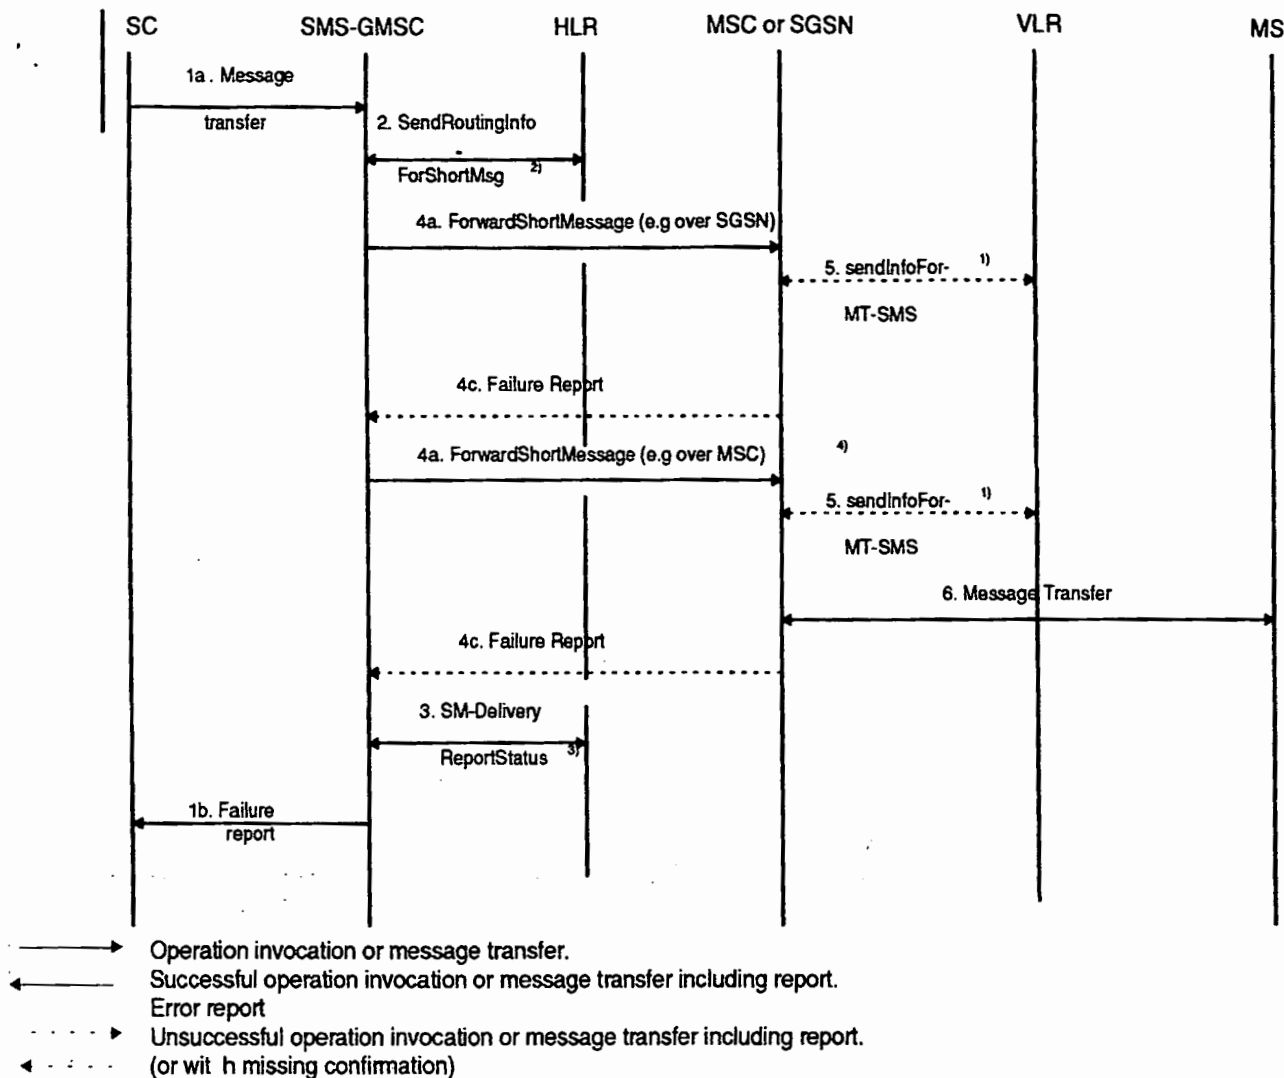 SC SMS-GMSC HLR MSC or SGSN VLR MS
1a . Message
transfer
2. SendRoutingInfo
ForShortMsg 2)
4a. ForwardShortMessage (e.g over SGSN)
5. sendInfoFor- 1)
MT-SMS
4c. Failure Report
4a. ForwardShortMessage (e.g over MSC) 4)
5. sendInfoFor- 1)
MT-SMS
6. Message Transfer
4c. Failure Report
3. SM-Delivery
ReportStatus 3)
1b. Failure
report
Operation invocation or message transfer.
Successful operation invocation or message transfer including report.
Error report
Unsuccessful operation invocation or message transfer including report.
(or wit h missing confirmation)